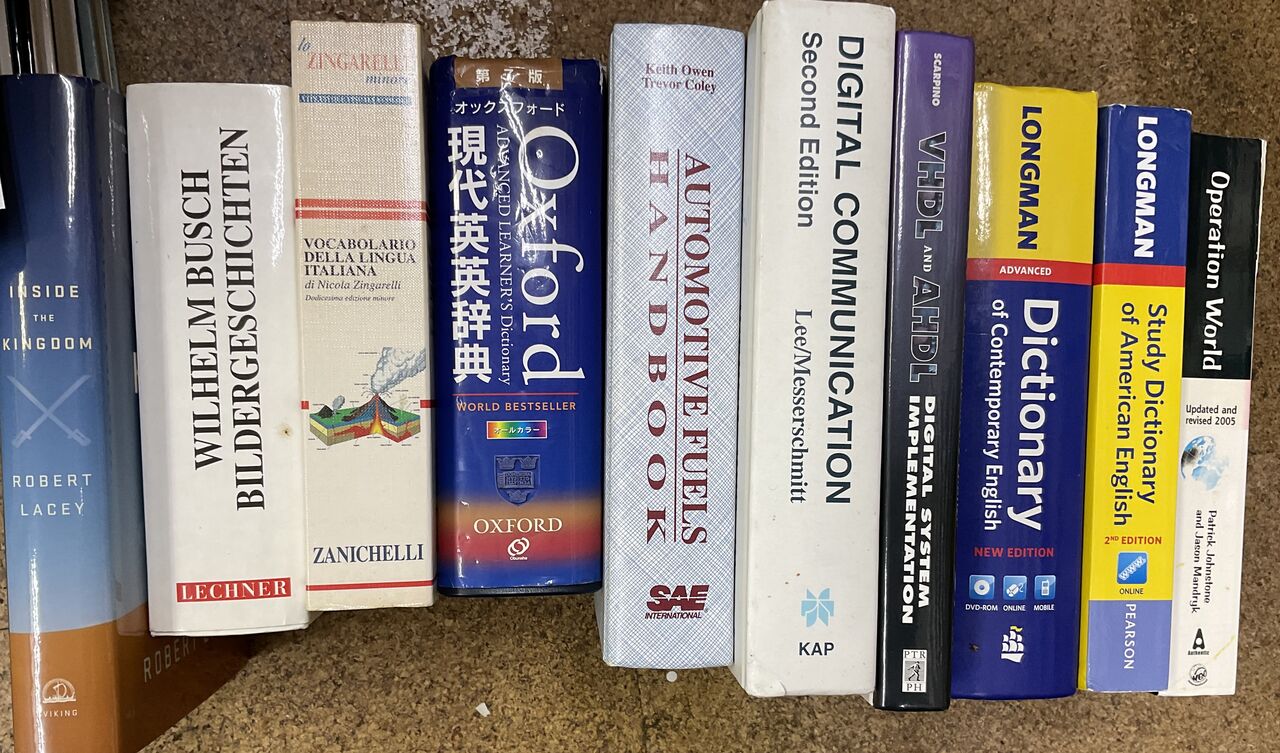 INSIDE
THE
KINGDOM
ROBERT
LACEY
VIKING
ROBERT
WILHELM BUSCH
BILDERGESCHICHTEN
LECHNER
lo
ZINGARELLI
minore
VOCABOLARIO
DELLA LINGUA
ITALIANA
di Nicola Zingarelli
Dodicesima edizione minore
ZANICHELLI
オックスフォード
現代英英辞典
ADVANCED LEARNER'S Dictionary
Oxford
WORLD BESTSELLER
オールカラー
OXFORD
Obunsha
Keith Owen
Trevor Coley
AUTOMOTIVE FUELS
HANDBOOK
SAE
INTERNATIONAL
DIGITAL COMMUNICATION
Second Edition
Lee/Messerschmitt
KAP
SCARPINO
VHDL AND AHDL
DIGITAL SYSTEM
IMPLEMENTATION
PTR
PH
LONGMAN
ADVANCED
Dictionary
of Contemporary English
NEW EDITION
DVD-ROM ONLINE MOBILE
LONGMAN
Study Dictionary
of American English
2ND EDITION
WWW
ONLINE
PEARSON
Operation World
Updated and
revised 2005
Patrick Johnstone
and Jason Mandryk
Authentic
WEC